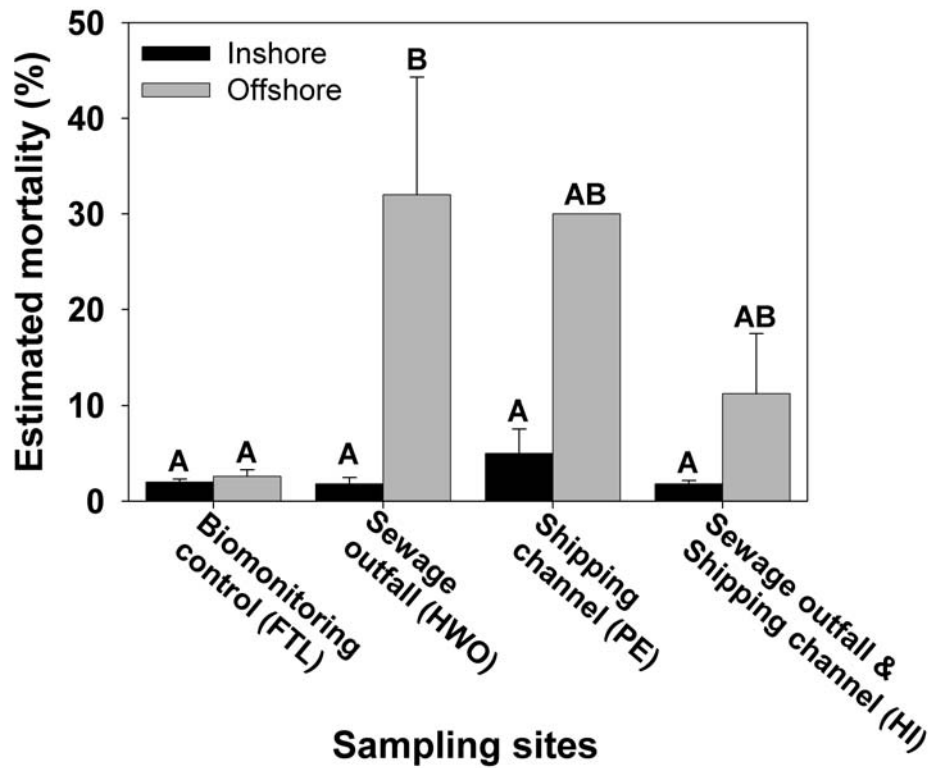 Estimated mortality (%)
50
40
30
20
10
0
Inshore
Offshore
A
A
A
B
A
AB
A
AB
Biomonitoring
control (FTL)
Sewage
outfall (HWO)
Shipping
channel (PE)
Sewage outfall &
Shipping channel (HI)
Sampling sites